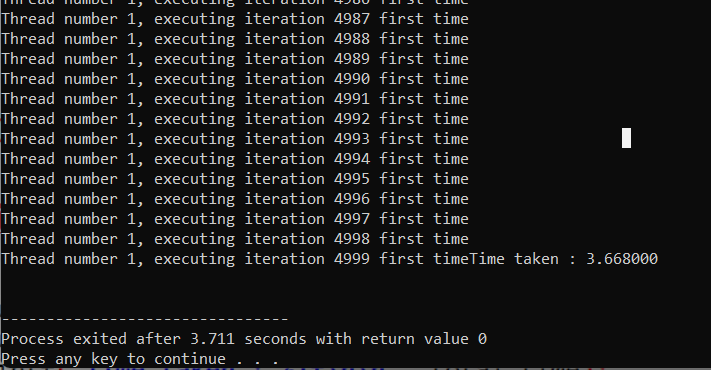 Thread number 1, executing iteration 4986 first time
Thread number 1, executing iteration 4987 first time
Thread number 1, executing iteration 4988 first time
Thread number 1, executing iteration 4989 first time
Thread number 1, executing iteration 4990 first time
Thread number 1, executing iteration 4991 first time
Thread number 1, executing iteration 4992 first time
Thread number 1, executing iteration 4993 first time
Thread number 1, executing iteration 4994 first time
Thread number 1, executing iteration 4995 first time
Thread number 1, executing iteration 4996 first time
Thread number 1, executing iteration 4997 first time
Thread number 1, executing iteration 4998 first time
Thread number 1, executing iteration 4999 first timeTime taken : 3.668000
--------------------------------
Process exited after 3.711 seconds with return value 0
Press any key to continue . . .